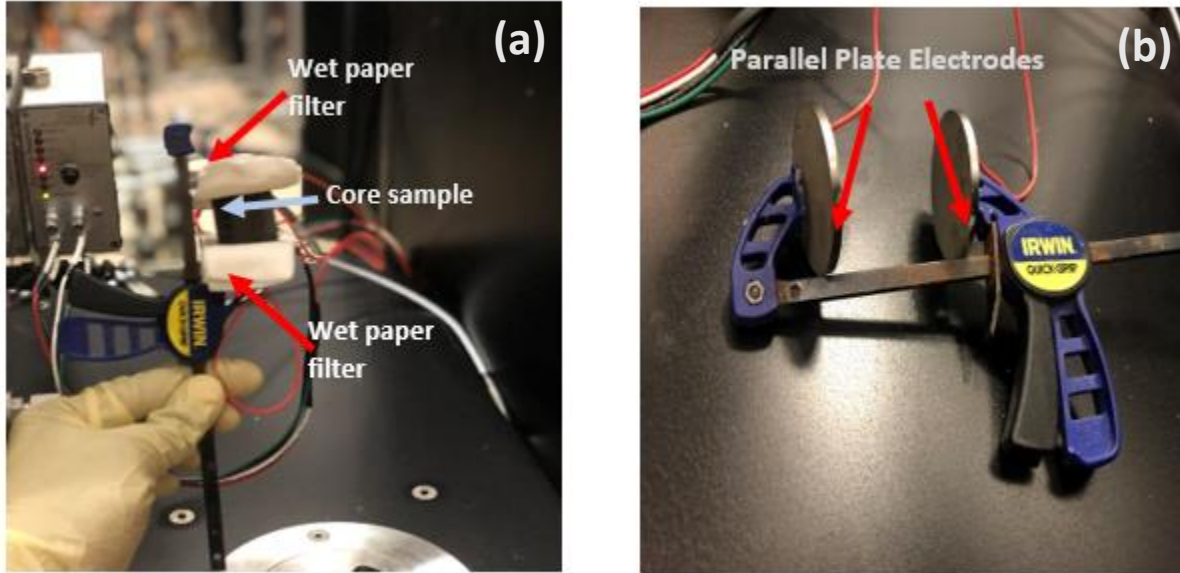 (a)
Wet paper
filter
Core sample
IRWIN
Wet paper
filter
(b)
Parallel Plate Electrodes
IRWIN
QUICK-GRIP